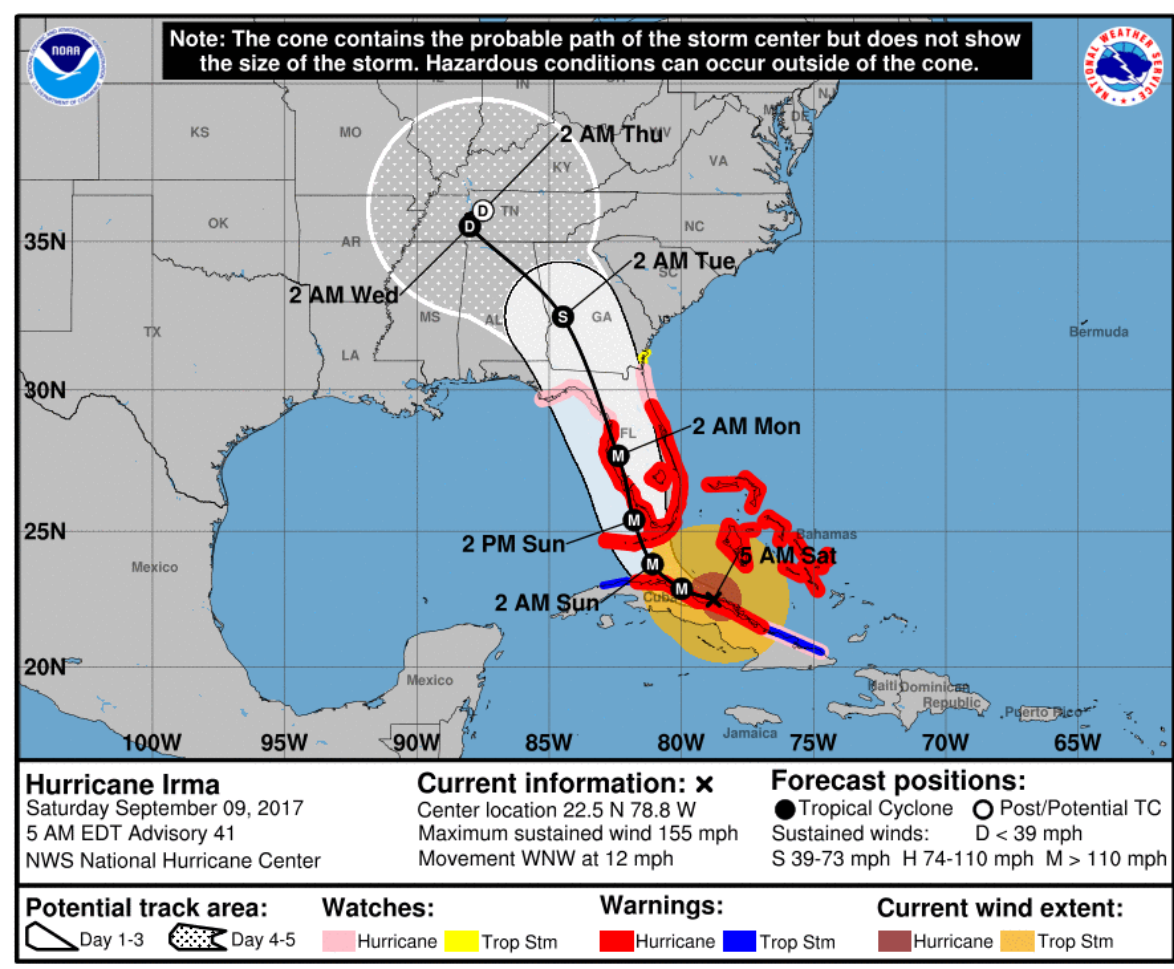 Note: The cone contains the probable path of the storm center but does not show
the size of the storm. Hazardous conditions can occur outside of the cone.
NOAA
NATIONAL WEATHER SERVICE
IN
NJ
DE
KS
MO
2 AM Thu
KY
VA
OK
D
TN
NC
35N
AR
D
2 AM Tue
SC
2 AM Wed
MS
AL
S
GA
TX
Bermuda
LA
30N
FL
2 AM Mon
M
25N
M
Bahamas
2 PM Sun
5 AM Sat
Mexico
M
M
2 AM Sun
Cuba
20N
Mexico
Haiti
Dominican
Republic
Puerto Rico
Jamaica
100W 95W 90W 85W 80W 75W 70W 65W
Hurricane Irma
Saturday September 09, 2017
5 AM EDT Advisory 41
NWS National Hurricane Center
Current information: ×
Center location 22.5 N 78.8 W
Maximum sustained wind 155 mph
Movement WNW at 12 mph
Forecast positions:
Tropical Cyclone Post/Potential TC
Sustained winds: D < 39 mph
S 39-73 mph H 74-110 mph M > 110 mph
Potential track area:
Day 1-3 Day 4-5
Watches:
Hurricane Trop Stm
Warnings:
Hurricane Trop Stm
Current wind extent:
Hurricane Trop Stm